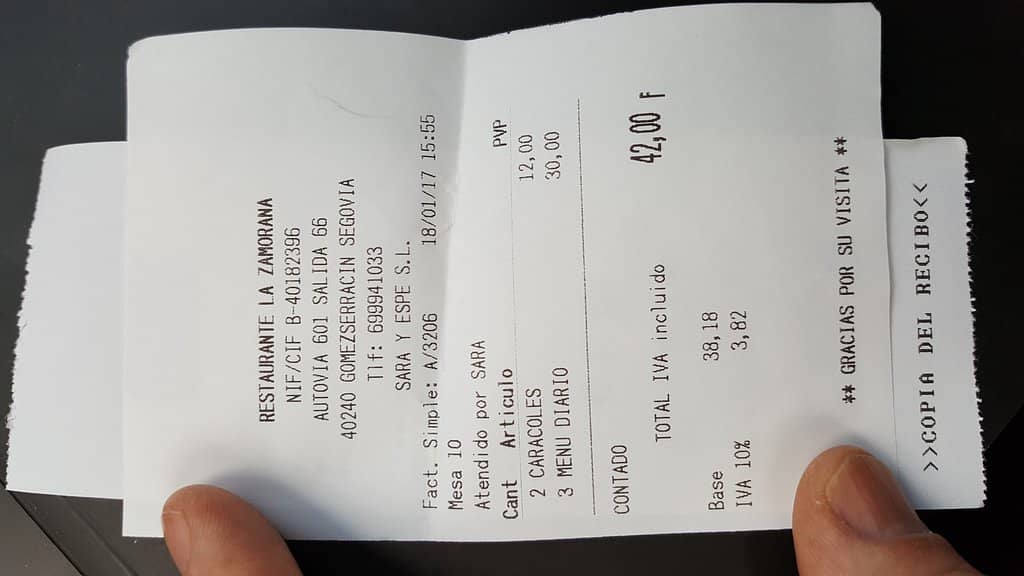 RESTAURANTE LA ZAMORANA
NIF/CIF B-40182396
AUTOVIA 601 SALIDA 66
40240 GOMEZSERRACIN SEGOVIA
Tlf: 699941033
SARA Y ESPE S.L.
Fact. Simple: A/3206 18/01/17 15:55
Mesa 10
Atendido por SARA
Cant Articulo PVP
2 CARACOLES 12,00
3 MENU DIARIO 30,00
CONTADO
TOTAL IVA incluido 42,00 F
Base 38,18
IVA 10% 3,82
** GRACIAS POR SU VISITA **
>>COPIA DEL RECIBO<<